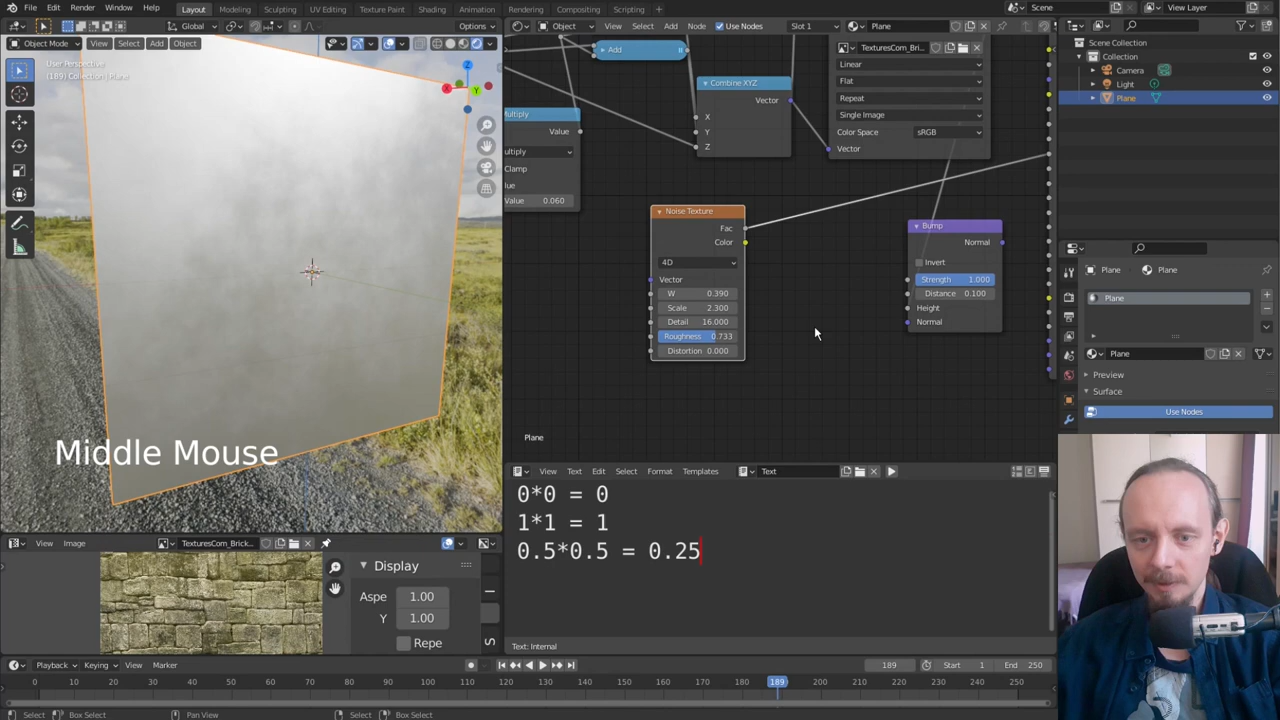 File Edit Render Window Help Layout Modeling Sculpting UV Editing Texture Paint Shading Animation Rendering Compositing Scripting Scene View Layer
Global Options
Object View Select Add Node Use Nodes Slot 1 Plane
Object Mode View Select Add Object
User Perspective
(189) Collection | Plane
Scene Collection
Collection
Camera
Light
Plane
Add
Combine XYZ
Vector
X
Y
Z
TexturesCom_Bri...
Linear
Flat
Repeat
Single Image
Color Space sRGB
Vector
Value
Clamp
Value 0.060
Noise Texture
Fac
Color
4D
Vector
W 0.390
Scale 2.300
Detail 16.000
Roughness 0.733
Distortion 0.000
Bump
Normal
Invert
Strength 1.000
Distance 0.100
Height
Normal
Plane
Plane Plane
Plane
Plane
Preview
Surface
Use Nodes
Middle Mouse
View Text Edit Select Format Templates Text
0*0 = 0
1*1 = 1
0.5*0.5 = 0.25
Text: Internal
View Image TexturesCom_Brick...
Display
Aspe 1.00
Y 1.00
Repe
S
Playback Keying View Marker 189 Start 1 End 250
0 10 20 30 40 50 60 70 80 90 100 110 120 130 140 150 160 170 180 189 190 200 210 220 230 240 250
Select Box Select Pan View Select Box Select